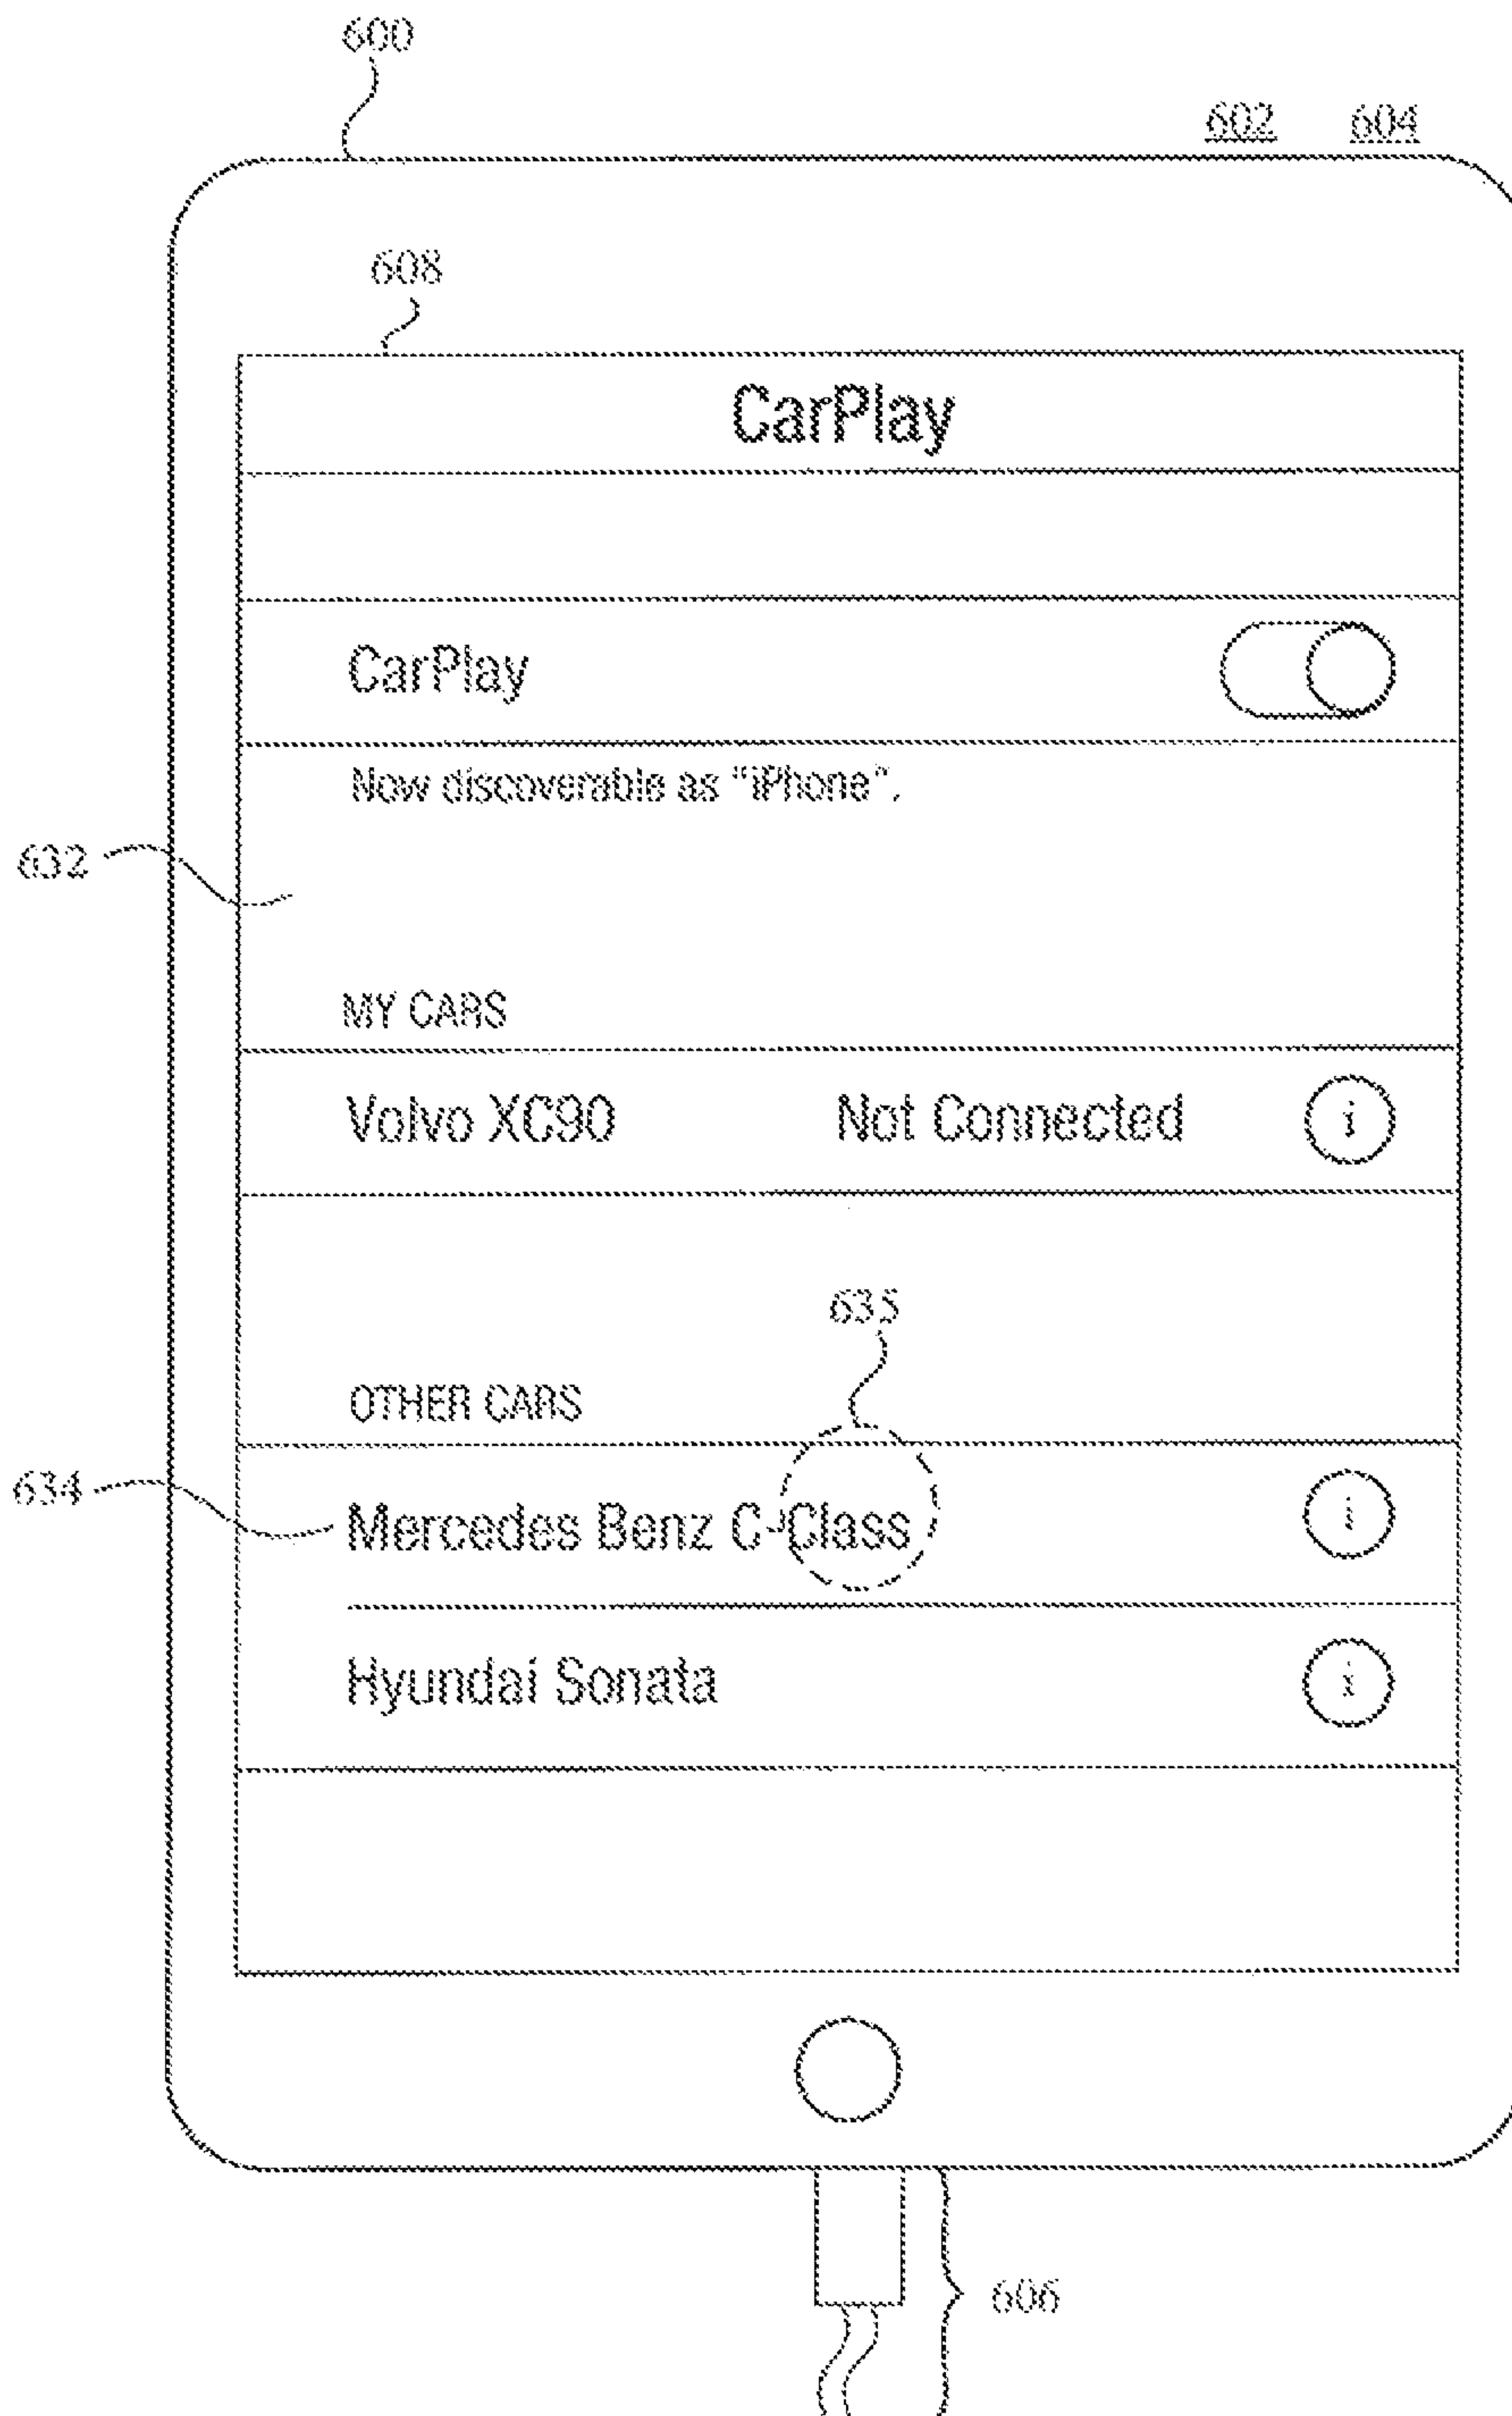 600
602 604
608
CarPlay
CarPlay
Now discoverable as “iPhone”.
632
MY CARS
Volvo XC90 Not Connected i
635
OTHER CARS
634
Mercedes Benz C-Class i
Hyundai Sonata i
606